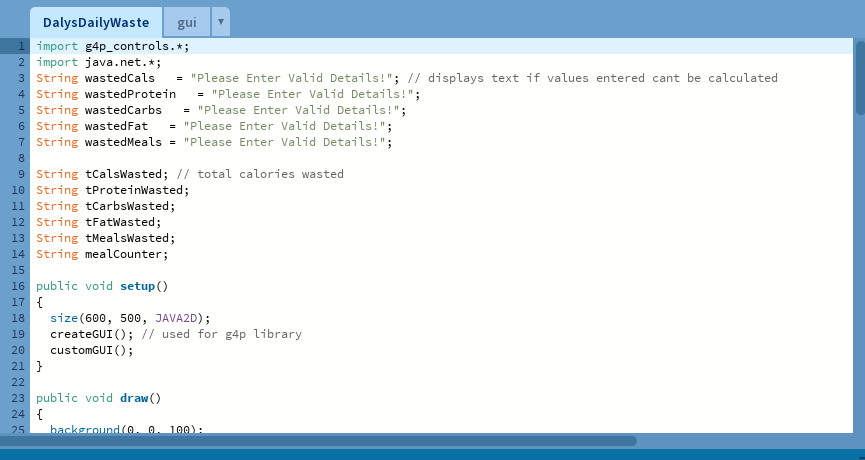 DalysDailyWaste gui ▼
1 import g4p_controls.*;
2 import java.net.*;
3 String wastedCals   = "Please Enter Valid Details!"; // displays text if values entered cant be calculated
4 String wastedProtein   = "Please Enter Valid Details!";
5 String wastedCarbs   = "Please Enter Valid Details!";
6 String wastedFat   = "Please Enter Valid Details!";
7 String wastedMeals = "Please Enter Valid Details!";
8
9 String tCalsWasted; // total calories wasted
10 String tProteinWasted;
11 String tCarbsWasted;
12 String tFatWasted;
13 String tMealsWasted;
14 String mealCounter;
15
16 public void setup()
17 {
18   size(600, 500, JAVA2D);
19   createGUI(); // used for g4p library
20   customGUI();
21 }
22
23 public void draw()
24 {
25   background(0, 0, 100);